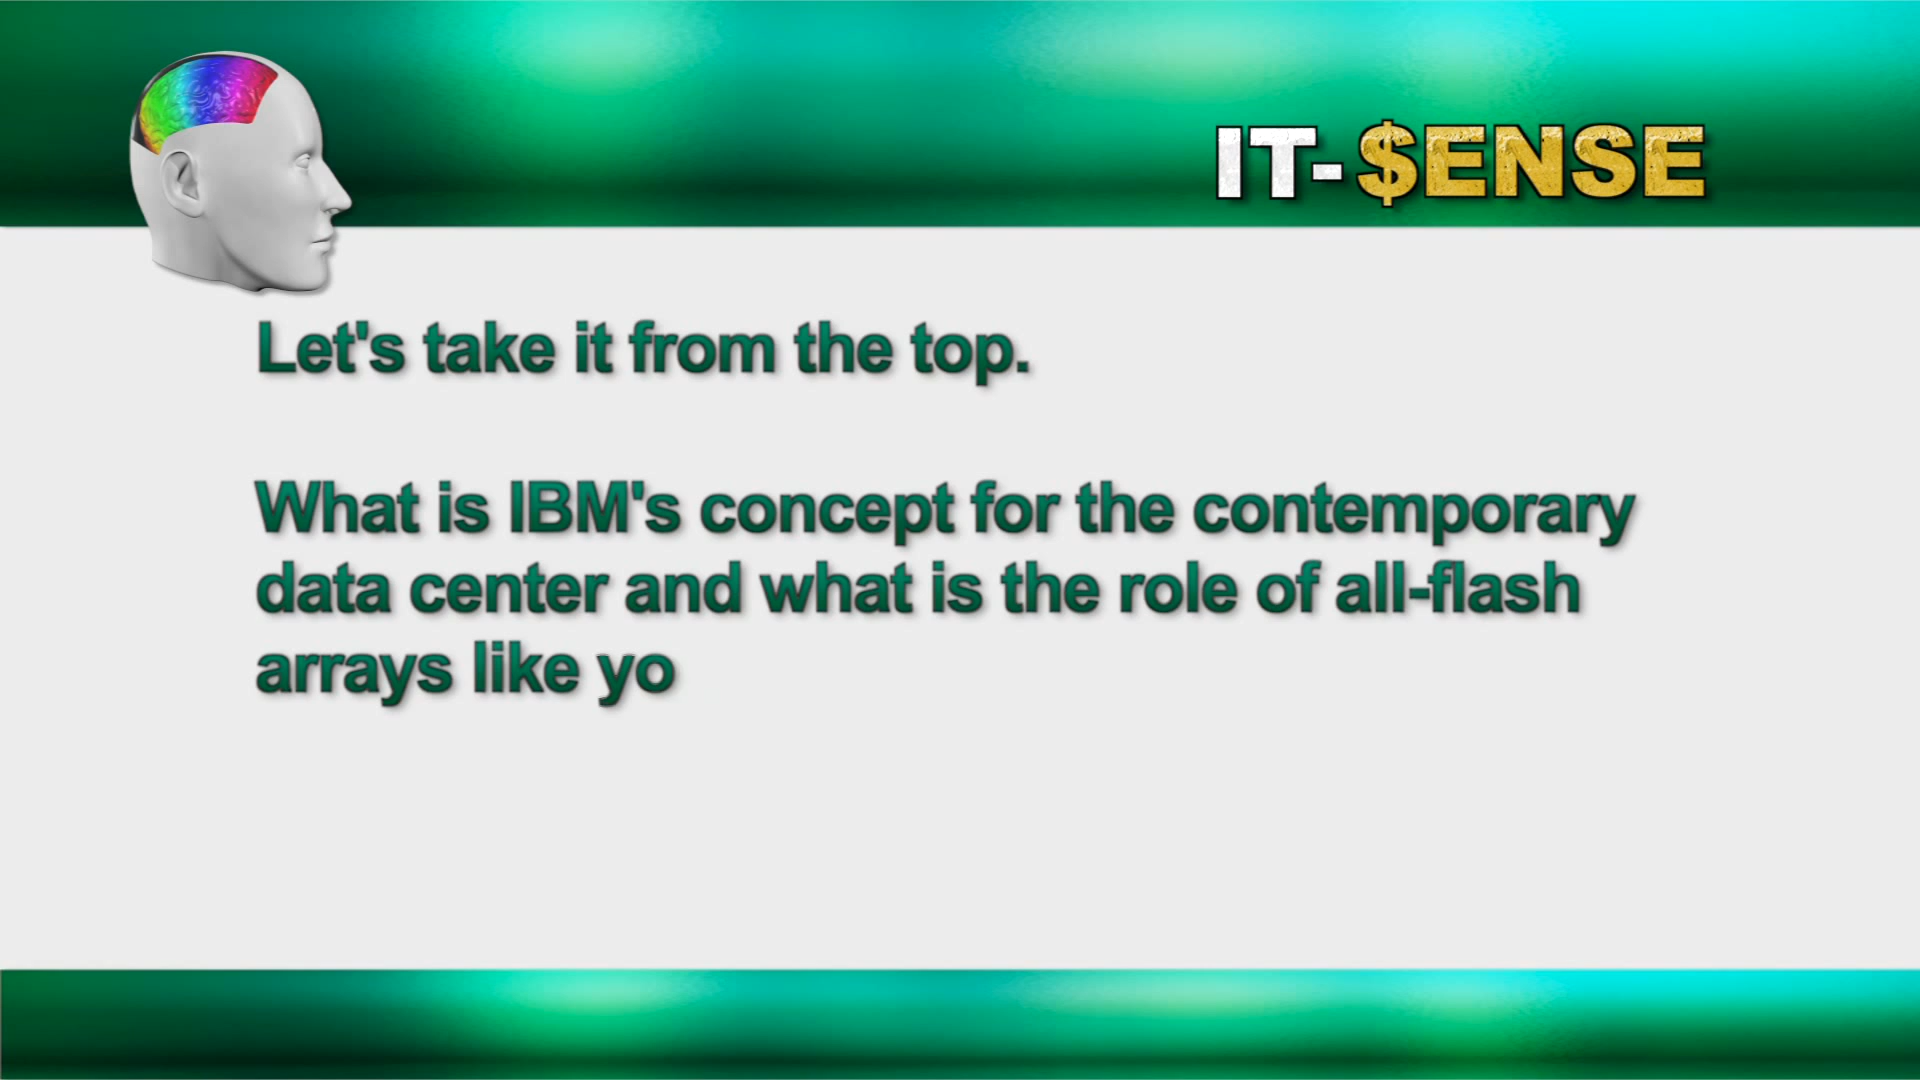 IT-$ENSE
Let's take it from the top.
What is IBM's concept for the contemporary
data center and what is the role of all-flash
arrays like yo